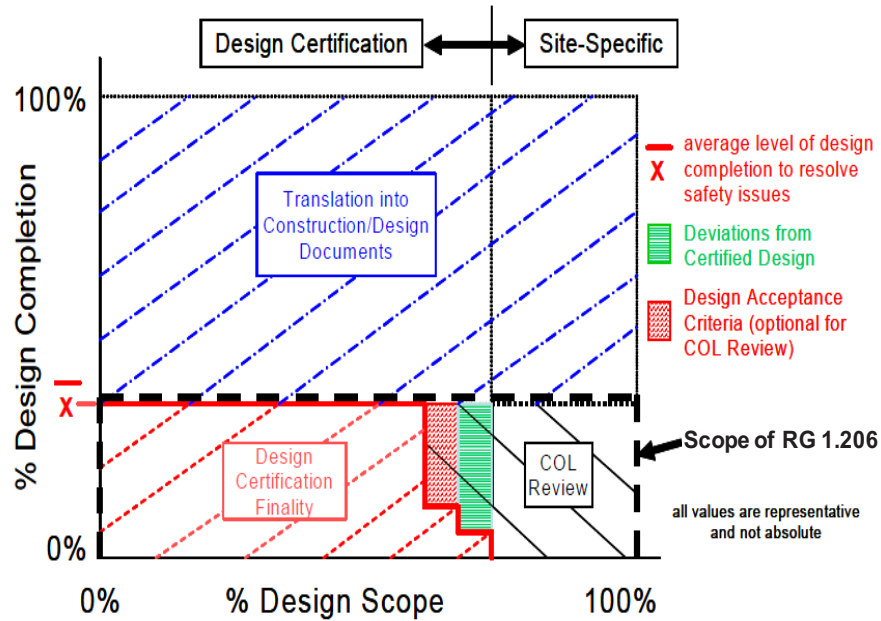 Design Certification
Site-Specific
100%
% Design Completion
Translation into
Construction/Design
Documents
average level of design
completion to resolve
safety issues
X
Deviations from
Certified Design
Design Acceptance
Criteria (optional for
COL Review)
X
Design
Certification
Finality
COL
Review
Scope of RG 1.206
all values are representative
and not absolute
0%
0%
% Design Scope
100%